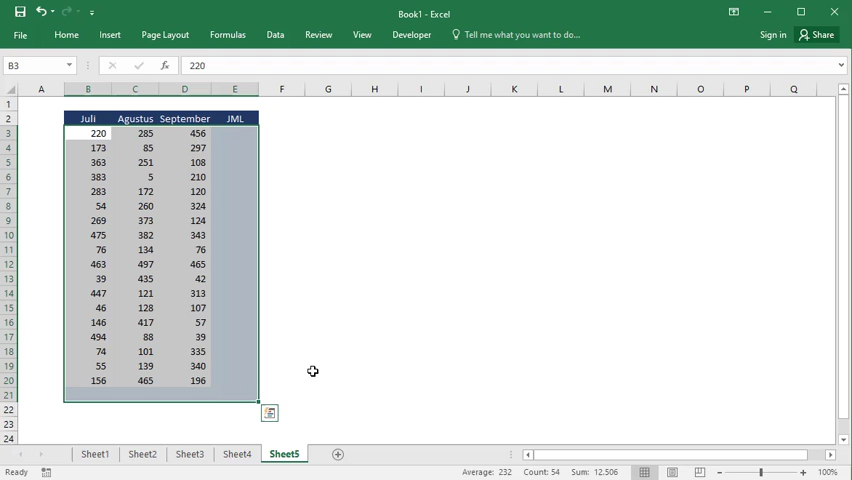 Book1 - Excel
File Home Insert Page Layout Formulas Data Review View Developer Tell me what you want to do... Sign in Share
B3 fx 220
A B C D E F G H I J K L M N O P Q
1
2 Juli Agustus September JML
3 220 285 456
4 173 85 297
5 363 251 108
6 383 5 210
7 283 172 120
8 54 260 324
9 269 373 124
10 475 382 343
11 76 134 76
12 463 497 465
13 39 435 42
14 447 121 313
15 46 128 107
16 146 417 57
17 494 88 39
18 74 101 335
19 55 139 340
20 156 465 196
21
22
23
24
Sheet1 Sheet2 Sheet3 Sheet4 Sheet5
Ready Average: 232 Count: 54 Sum: 12.506 100%